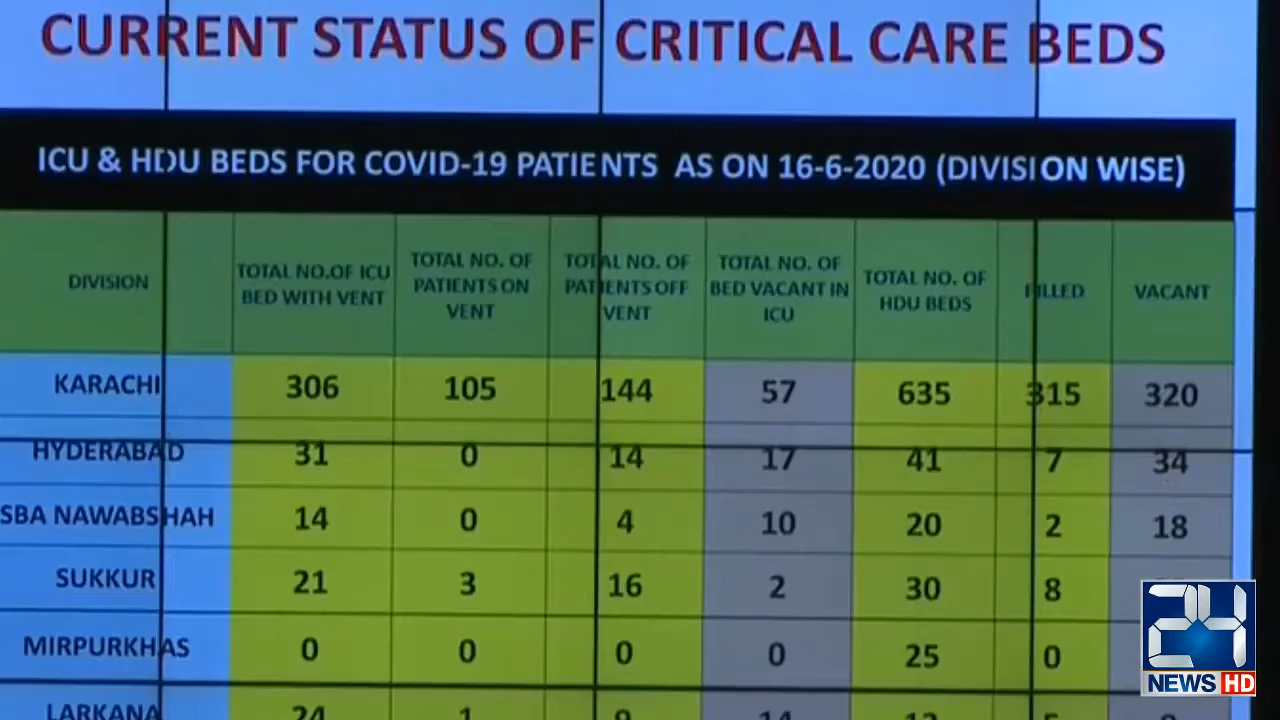 CURRENT STATUS OF CRITICAL CARE BEDS
ICU & HDU BEDS FOR COVID-19 PATIENTS AS ON 16-6-2020 (DIVISION WISE)
DIVISION TOTAL NO.OF ICU BED WITH VENT TOTAL NO. OF PATIENTS ON VENT TOTAL NO. OF PATIENTS OFF VENT TOTAL NO. OF BED VACANT IN ICU TOTAL NO. OF HDU BEDS FILLED VACANT
KARACHI 306 105 144 57 635 315 320
HYDERABAD 31 0 14 17 41 7 34
SBA NAWABSHAH 14 0 4 10 20 2 18
SUKKUR 21 3 16 2 30 8
MIRPURKHAS 0 0 0 0 25 0
LARKANA 24 1 9 14
24
NEWS HD